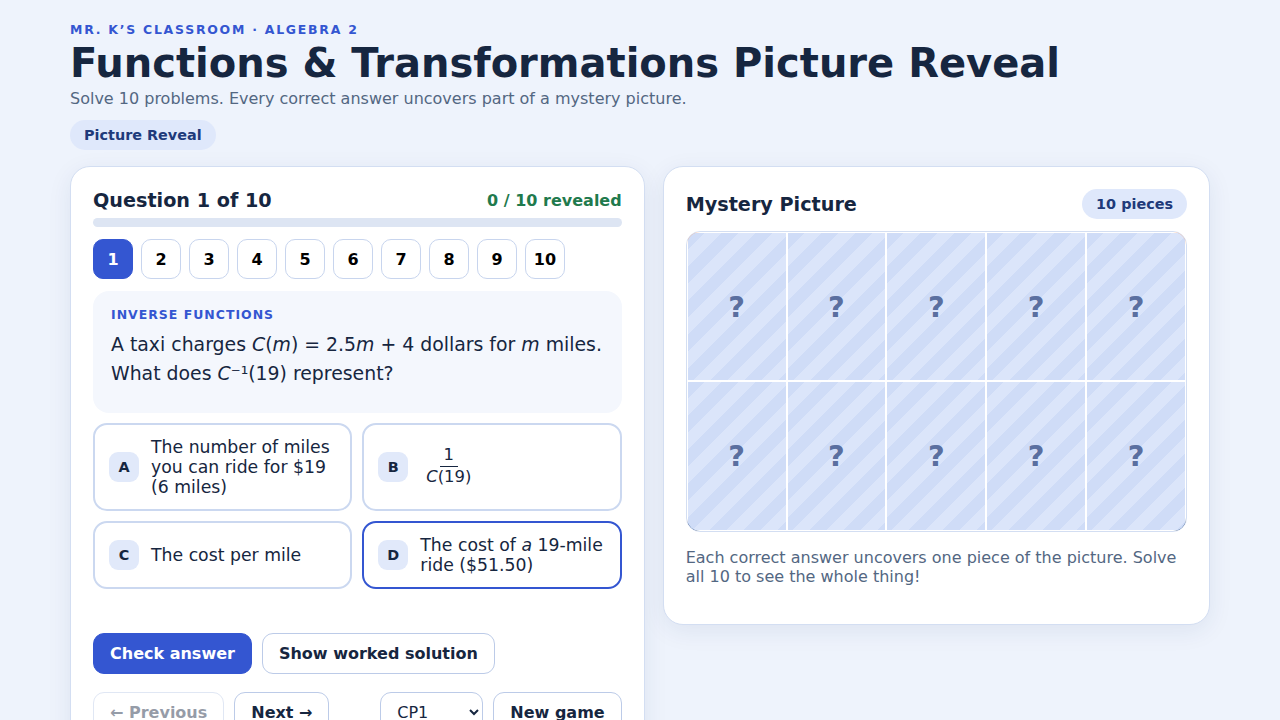 MR. K’S CLASSROOM · ALGEBRA 2
Functions & Transformations Picture Reveal
Solve 10 problems. Every correct answer uncovers part of a mystery picture.
Picture Reveal
Question 1 of 10
0 / 10 revealed
1 2 3 4 5 6 7 8 9 10
INVERSE FUNCTIONS
A taxi charges C(m) = 2.5m + 4 dollars for m miles.
What does C⁻¹(19) represent?
A
The number of miles
you can ride for $19
(6 miles)
B
1
C(19)
C
The cost per mile
D
The cost of a 19-mile
ride ($51.50)
Check answer
Show worked solution
← Previous
Next →
CP1
New game
Mystery Picture
10 pieces
? ? ? ? ?
? ? ? ? ?
Each correct answer uncovers one piece of the picture. Solve
all 10 to see the whole thing!